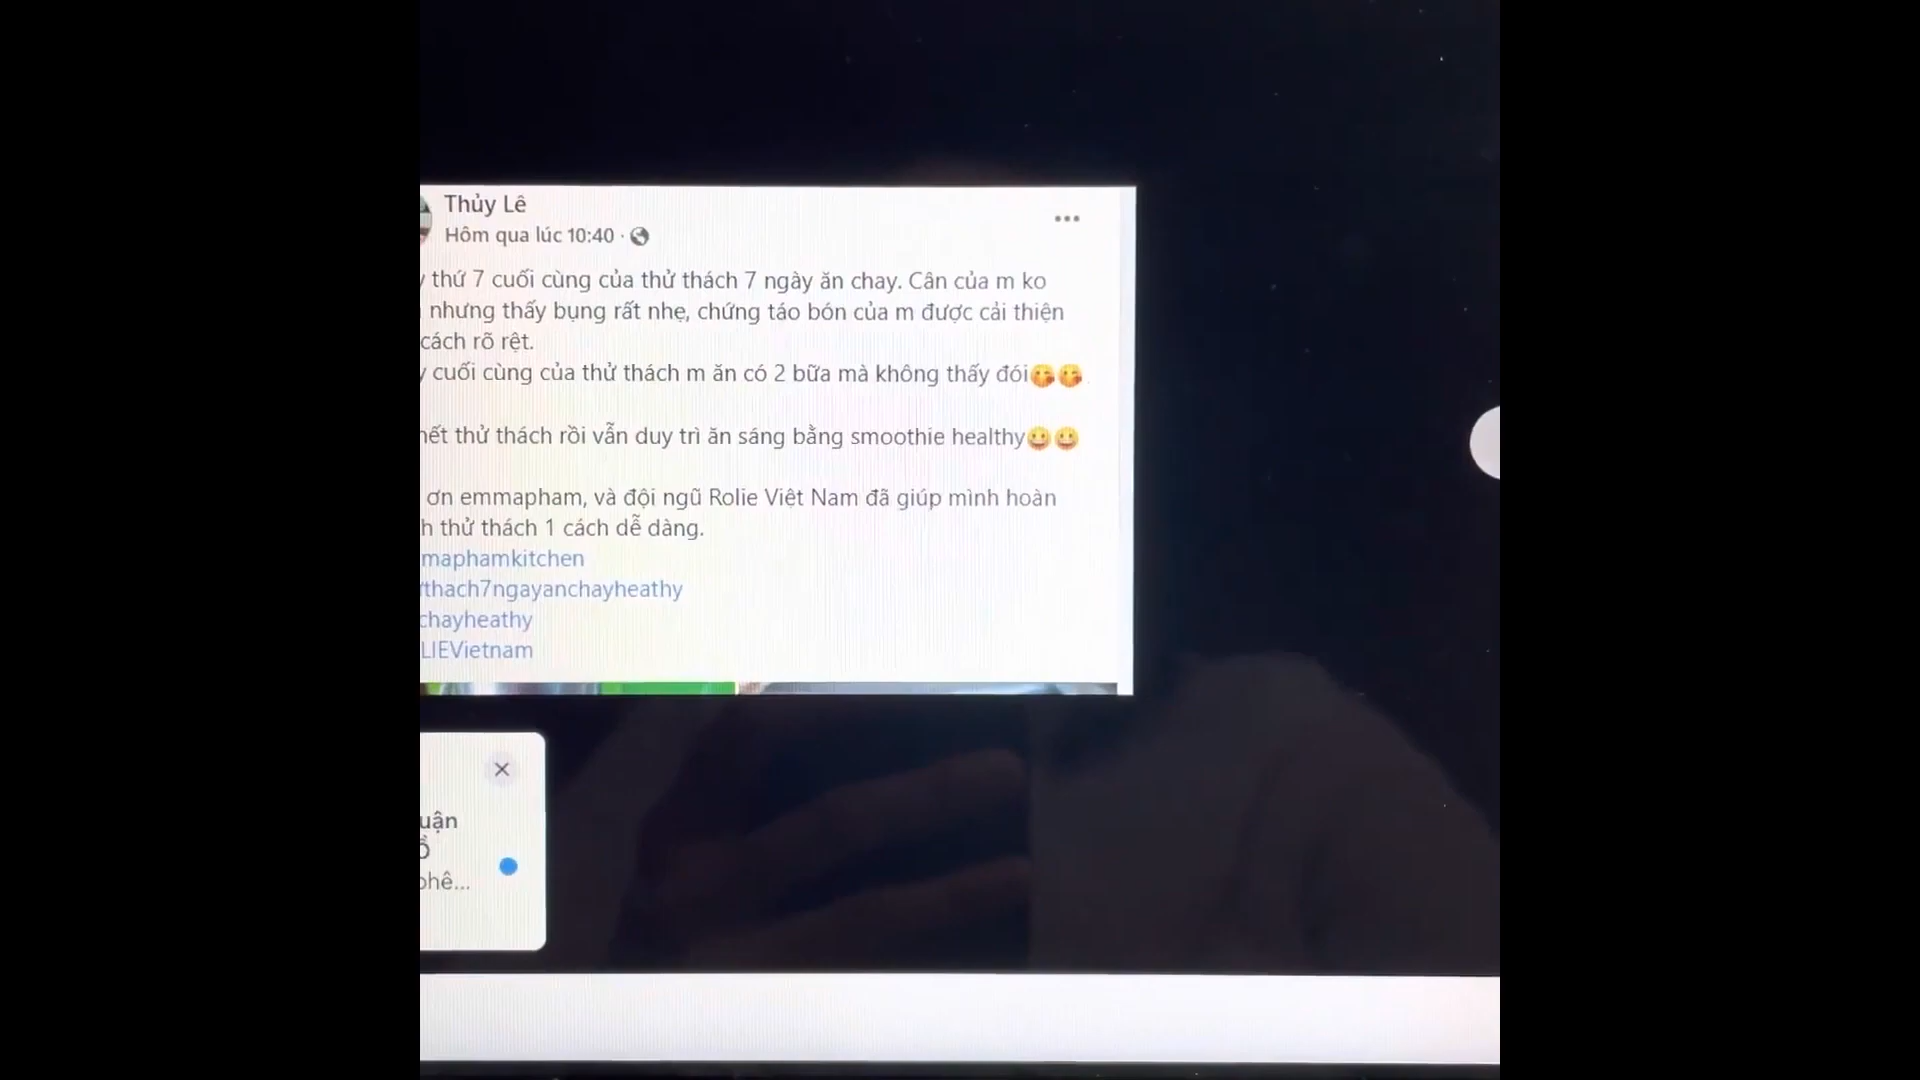 Thủy Lê
Hôm qua lúc 10:40 ·
thứ 7 cuối cùng của thử thách 7 ngày ăn chay. Cân của m ko
nhưng thấy bụng rất nhẹ, chứng táo bón của m được cải thiện
cách rõ rệt.
cuối cùng của thử thách m ăn có 2 bữa mà không thấy đói😋😋
thử thách rồi vẫn duy trì ăn sáng bằng smoothie healthy😀😀
ơn emmapham, và đội ngũ Rolie Việt Nam đã giúp mình hoàn
thử thách 1 cách dễ dàng.
maphamkitchen
thach7ngayanchayheathy
chayheathy
LIEVietnam